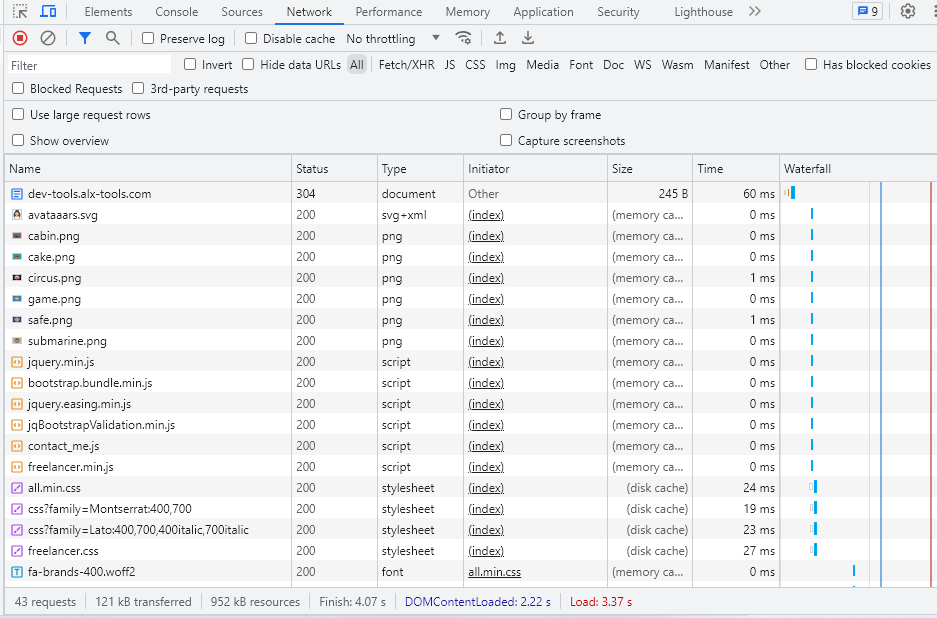 Elements Console Sources Network Performance Memory Application Security Lighthouse 9
Preserve log Disable cache No throttling
Filter Invert Hide data URLs All Fetch/XHR JS CSS Img Media Font Doc WS Wasm Manifest Other Has blocked cookies
Blocked Requests 3rd-party requests
Use large request rows Group by frame
Show overview Capture screenshots
Name Status Type Initiator Size Time Waterfall
dev-tools.alx-tools.com 304 document Other 245 B 60 ms
avataaars.svg 200 svg+xml (index) (memory ca... 0 ms
cabin.png 200 png (index) (memory ca... 0 ms
cake.png 200 png (index) (memory ca... 0 ms
circus.png 200 png (index) (memory ca... 1 ms
game.png 200 png (index) (memory ca... 0 ms
safe.png 200 png (index) (memory ca... 1 ms
submarine.png 200 png (index) (memory ca... 0 ms
jquery.min.js 200 script (index) (memory ca... 0 ms
bootstrap.bundle.min.js 200 script (index) (memory ca... 0 ms
jquery.easing.min.js 200 script (index) (memory ca... 0 ms
jqBootstrapValidation.min.js 200 script (index) (memory ca... 0 ms
contact_me.js 200 script (index) (memory ca... 0 ms
freelancer.min.js 200 script (index) (memory ca... 0 ms
all.min.css 200 stylesheet (index) (disk cache) 24 ms
css?family=Montserrat:400,700 200 stylesheet (index) (disk cache) 19 ms
css?family=Lato:400,700,400italic,700italic 200 stylesheet (index) (disk cache) 23 ms
freelancer.css 200 stylesheet (index) (disk cache) 27 ms
fa-brands-400.woff2 200 font all.min.css (memory ca... 0 ms
43 requests 121 kB transferred 952 kB resources Finish: 4.07 s DOMContentLoaded: 2.22 s Load: 3.37 s